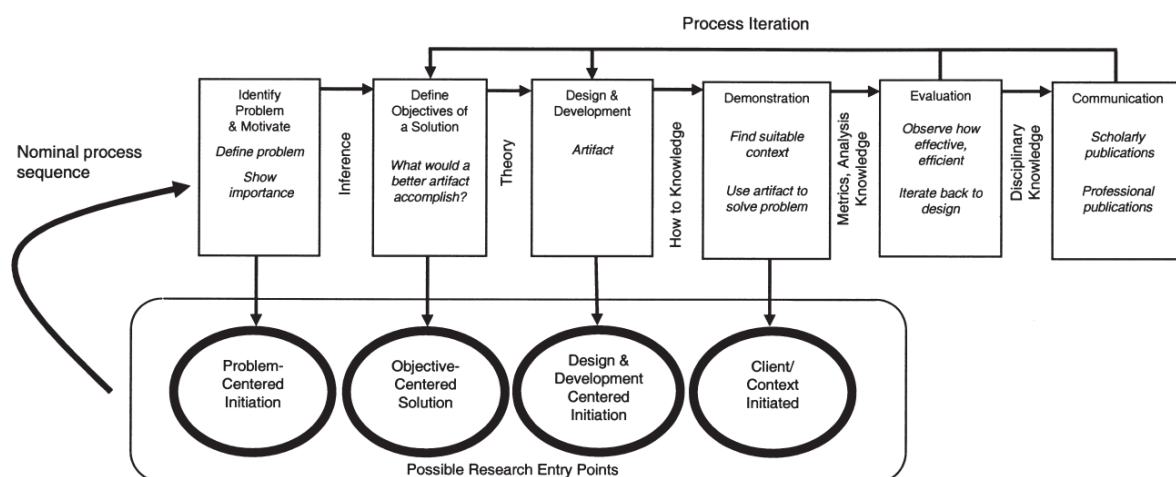 Process Iteration
Nominal process
sequence
Identify
Problem
& Motivate
Define problem
Show
importance
Inference
Define
Objectives of
a Solution
What would a
better artifact
accomplish?
Theory
Design &
Development
Artifact
How to Knowledge
Demonstration
Find suitable
context
Use artifact to
solve problem
Metrics, Analysis
Knowledge
Evaluation
Observe how
effective,
efficient
Iterate back to
design
Disciplinary
Knowledge
Communication
Scholarly
publications
Professional
publications
Problem-
Centered
Initiation
Objective-
Centered
Solution
Design &
Development
Centered
Initiation
Client/
Context
Initiated
Possible Research Entry Points